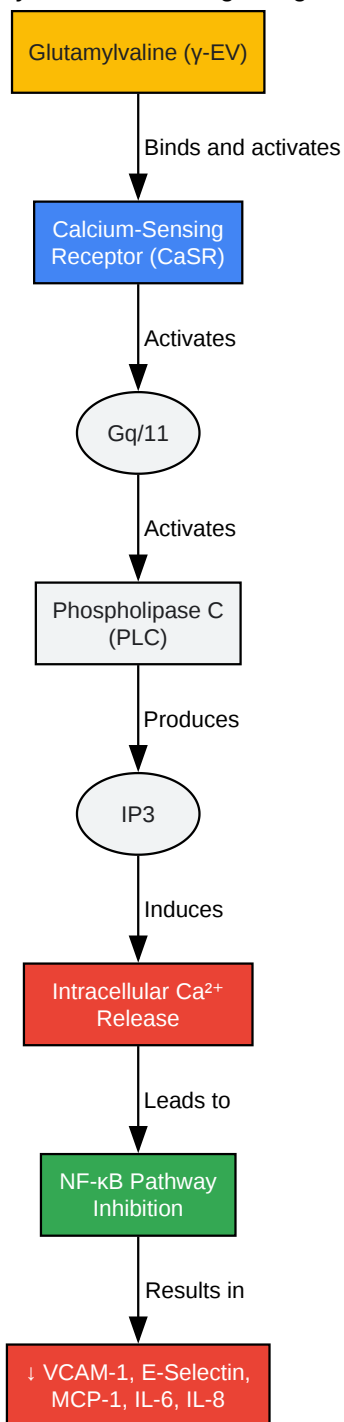 Glutamylvaline (γ-EV)
Binds and activates
Calcium-Sensing
Receptor (CaSR)
Activates
Gq/11
Activates
Phospholipase C
(PLC)
Produces
IP3
Induces
Intracellular Ca²⁺
Release
Leads to
NF-κB Pathway
Inhibition
Results in
↓ VCAM-1, E-Selectin,
MCP-1, IL-6, IL-8